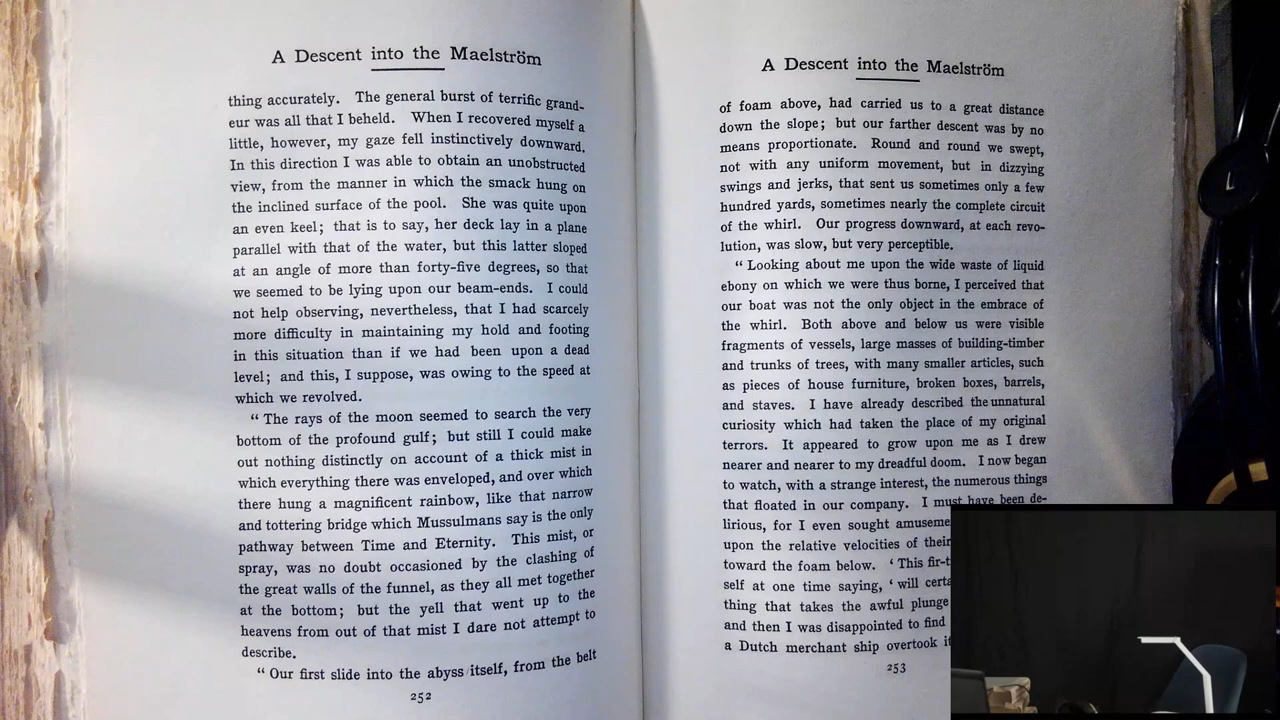 A Descent into the Maelström
thing accurately. The general burst of terrific grand-
eur was all that I beheld. When I recovered myself a
little, however, my gaze fell instinctively downward.
In this direction I was able to obtain an unobstructed
view, from the manner in which the smack hung on
the inclined surface of the pool. She was quite upon
an even keel; that is to say, her deck lay in a plane
parallel with that of the water, but this latter sloped
at an angle of more than forty-five degrees, so that
we seemed to be lying upon our beam-ends. I could
not help observing, nevertheless, that I had scarcely
more difficulty in maintaining my hold and footing
in this situation than if we had been upon a dead
level; and this, I suppose, was owing to the speed at
which we revolved.
“ The rays of the moon seemed to search the very
bottom of the profound gulf; but still I could make
out nothing distinctly on account of a thick mist in
which everything there was enveloped, and over which
there hung a magnificent rainbow, like that narrow
and tottering bridge which Mussulmans say is the only
pathway between Time and Eternity. This mist, or
spray, was no doubt occasioned by the clashing of
the great walls of the funnel, as they all met together
at the bottom; but the yell that went up to the
heavens from out of that mist I dare not attempt to
describe.
“ Our first slide into the abyss itself, from the belt
252
A Descent into the Maelström
of foam above, had carried us to a great distance
down the slope; but our farther descent was by no
means proportionate. Round and round we swept,
not with any uniform movement, but in dizzying
swings and jerks, that sent us sometimes only a few
hundred yards, sometimes nearly the complete circuit
of the whirl. Our progress downward, at each revo-
lution, was slow, but very perceptible.
“ Looking about me upon the wide waste of liquid
ebony on which we were thus borne, I perceived that
our boat was not the only object in the embrace of
the whirl. Both above and below us were visible
fragments of vessels, large masses of building-timber
and trunks of trees, with many smaller articles, such
as pieces of house furniture, broken boxes, barrels,
and staves. I have already described the unnatural
curiosity which had taken the place of my original
terrors. It appeared to grow upon me as I drew
nearer and nearer to my dreadful doom. I now began
to watch, with a strange interest, the numerous things
that floated in our company. I must have been de-
lirious, for I even sought
upon the relative velocities of their
toward the foam below. ‘ This
self at one time saying, ‘ will
thing that takes the awful plunge
and then I was disappointed to find
a Dutch merchant ship overtook
253